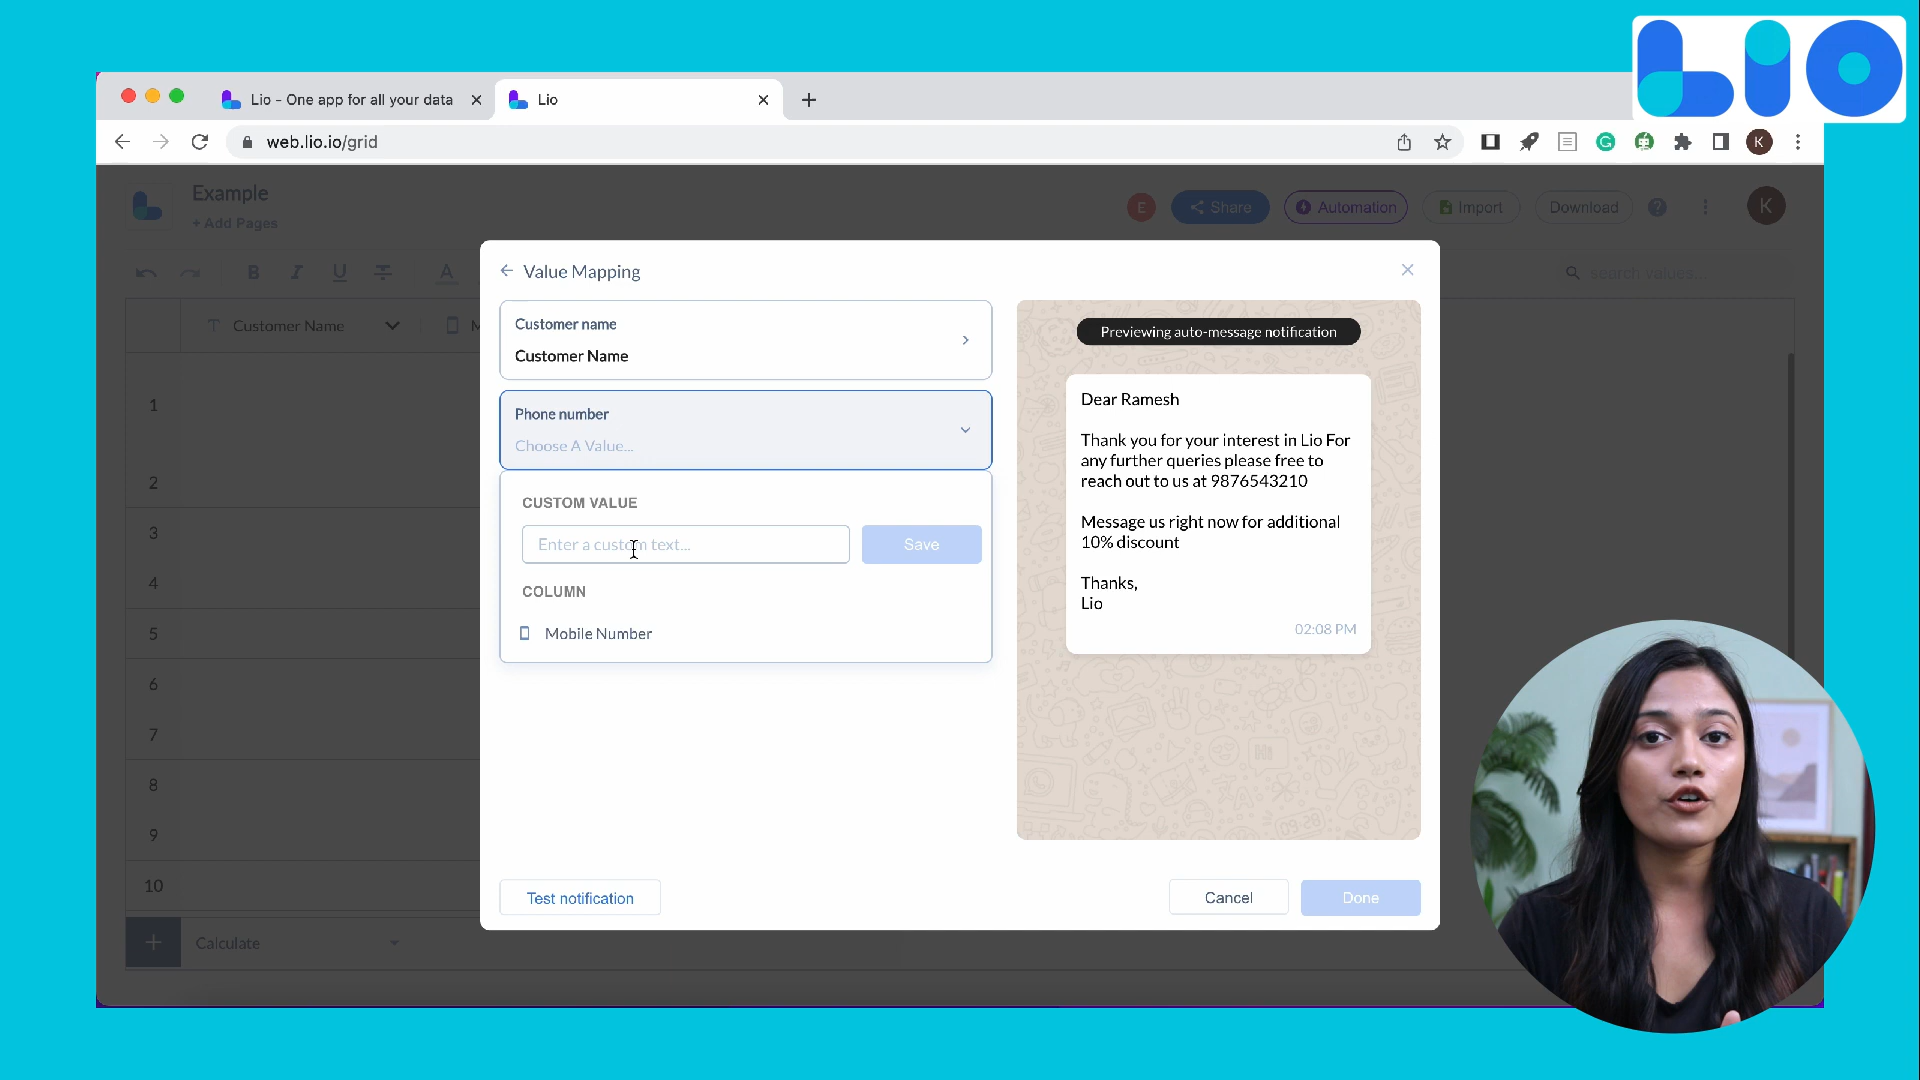 LIO
Lio - One app for all your data
Lio
web.lio.io/grid
K
Example
+ Add Pages
E
Share
Automation
Import
Download
?
K
B I U S A
search values...
Customer Name
M
Value Mapping
Customer name
Customer Name
Phone number
Choose A Value...
CUSTOM VALUE
Enter a custom text...
Save
COLUMN
Mobile Number
Previewing auto-message notification
Dear Ramesh
Thank you for your interest in Lio For
any further queries please free to
reach out to us at 9876543210
Message us right now for additional
10% discount
Thanks,
Lio
02:08 PM
1
2
3
4
5
6
7
8
9
10
Test notification
Cancel
Done
+ Calculate